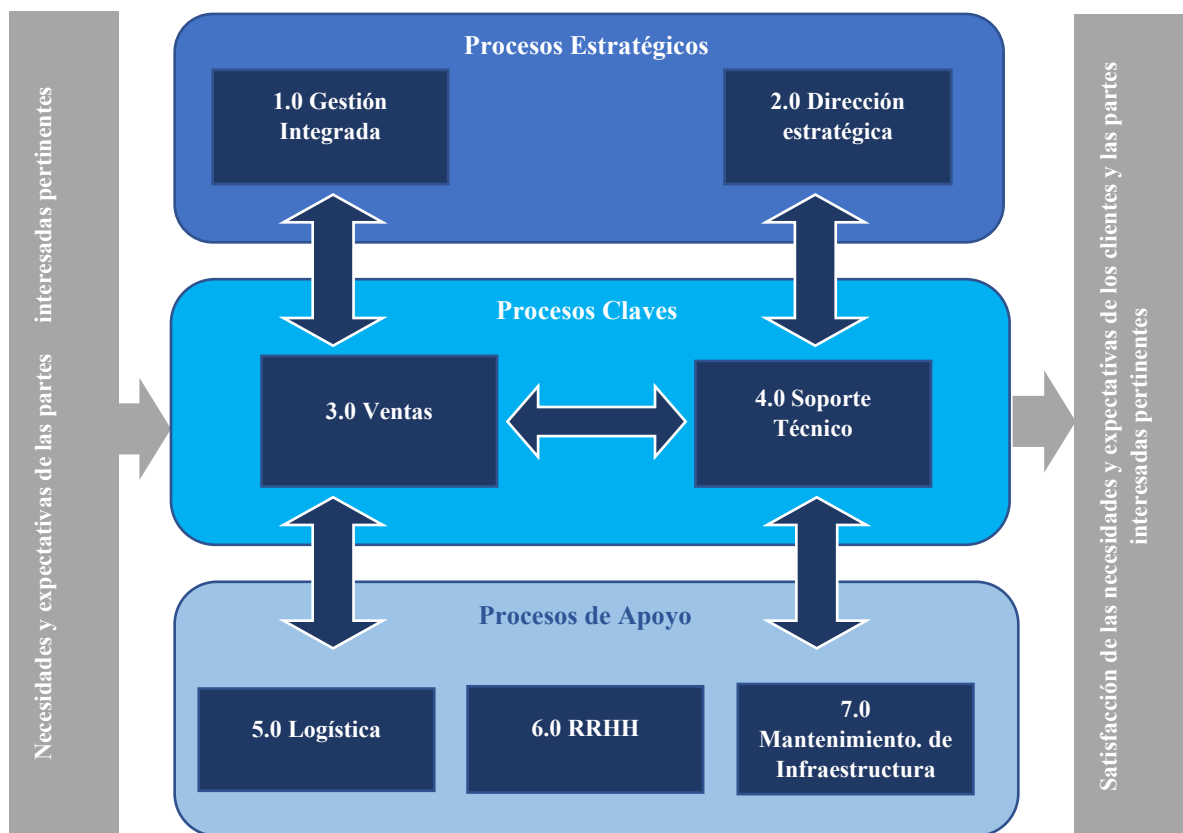 Necesidades y expectativas de las partes interesadas pertinentes
Procesos Estratégicos
1.0 Gestión
Integrada
2.0 Dirección
estratégica
Procesos Claves
3.0 Ventas
4.0 Soporte
Técnico
Procesos de Apoyo
5.0 Logística
6.0 RRHH
7.0
Mantenimiento. de
Infraestructura
Satisfacción de las necesidades y expectativas de los clientes y las partes
interesadas pertinentes